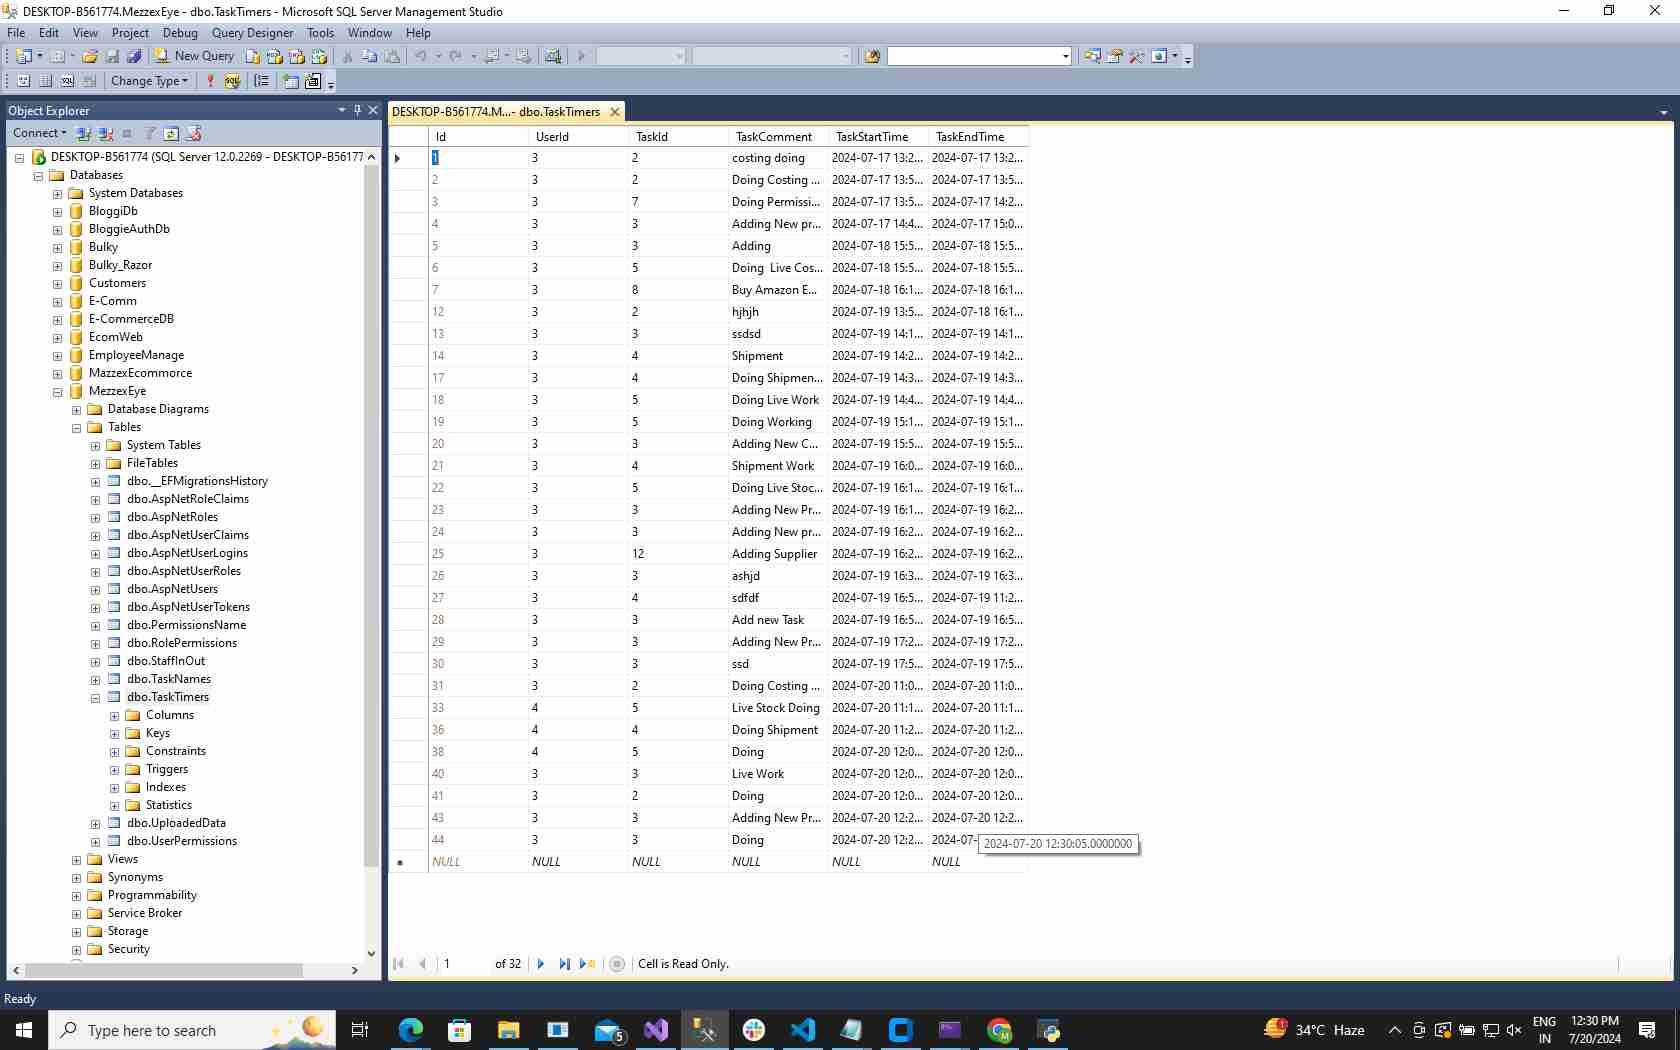 DESKTOP-B561774.MezzexEye - dbo.TaskTimers - Microsoft SQL Server Management Studio
File Edit View Project Debug Query Designer Tools Window Help
New Query
Change Type
Object Explorer
Connect
DESKTOP-B561774 (SQL Server 12.0.2269 - DESKTOP-B56177
Databases
System Databases
BloggiDb
BloggieAuthDb
Bulky
Bulky_Razor
Customers
E-Comm
E-CommerceDB
EcomWeb
EmployeeManage
MazzexEcommorce
MezzexEye
Database Diagrams
Tables
System Tables
FileTables
dbo.__EFMigrationsHistory
dbo.AspNetRoleClaims
dbo.AspNetRoles
dbo.AspNetUserClaims
dbo.AspNetUserLogins
dbo.AspNetUserRoles
dbo.AspNetUsers
dbo.AspNetUserTokens
dbo.PermissionsName
dbo.RolePermissions
dbo.StaffInOut
dbo.TaskNames
dbo.TaskTimers
Columns
Keys
Constraints
Triggers
Indexes
Statistics
dbo.UploadedData
dbo.UserPermissions
Views
Synonyms
Programmability
Service Broker
Storage
Security
DESKTOP-B561774.M...- dbo.TaskTimers
Id UserId TaskId TaskComment TaskStartTime TaskEndTime
1 3 2 costing doing 2024-07-17 13:2... 2024-07-17 13:2...
2 3 2 Doing Costing ... 2024-07-17 13:5... 2024-07-17 13:5...
3 3 7 Doing Permissi... 2024-07-17 13:5... 2024-07-17 14:2...
4 3 3 Adding New pr... 2024-07-17 14:4... 2024-07-17 15:0...
5 3 3 Adding 2024-07-18 15:5... 2024-07-18 15:5...
6 3 5 Doing  Live Cos... 2024-07-18 15:5... 2024-07-18 15:5...
7 3 8 Buy Amazon E... 2024-07-18 16:1... 2024-07-18 16:1...
12 3 2 hjhjh 2024-07-19 13:5... 2024-07-18 16:1...
13 3 3 ssdsd 2024-07-19 14:1... 2024-07-19 14:1...
14 3 4 Shipment 2024-07-19 14:2... 2024-07-19 14:2...
17 3 4 Doing Shipmen... 2024-07-19 14:3... 2024-07-19 14:3...
18 3 5 Doing Live Work 2024-07-19 14:4... 2024-07-19 14:4...
19 3 5 Doing Working 2024-07-19 15:1... 2024-07-19 15:1...
20 3 3 Adding New C... 2024-07-19 15:5... 2024-07-19 15:5...
21 3 4 Shipment Work 2024-07-19 16:0... 2024-07-19 16:0...
22 3 5 Doing Live Stoc... 2024-07-19 16:1... 2024-07-19 16:1...
23 3 3 Adding New Pr... 2024-07-19 16:1... 2024-07-19 16:2...
24 3 3 Adding New pr... 2024-07-19 16:2... 2024-07-19 16:2...
25 3 12 Adding Supplier 2024-07-19 16:2... 2024-07-19 16:2...
26 3 3 ashjd 2024-07-19 16:3... 2024-07-19 16:3...
27 3 4 sdfdf 2024-07-19 16:5... 2024-07-19 11:2...
28 3 3 Add new Task 2024-07-19 16:5... 2024-07-19 16:5...
29 3 3 Adding New Pr... 2024-07-19 17:2... 2024-07-19 17:2...
30 3 3 ssd 2024-07-19 17:5... 2024-07-19 17:5...
31 3 2 Doing Costing ... 2024-07-20 11:0... 2024-07-20 11:0...
33 4 5 Live Stock Doing 2024-07-20 11:1... 2024-07-20 11:1...
36 4 4 Doing Shipment 2024-07-20 11:2... 2024-07-20 11:2...
38 4 5 Doing 2024-07-20 12:0... 2024-07-20 12:0...
40 3 3 Live Work 2024-07-20 12:0... 2024-07-20 12:0...
41 3 2 Doing 2024-07-20 12:0... 2024-07-20 12:0...
43 3 3 Adding New Pr... 2024-07-20 12:2... 2024-07-20 12:2...
44 3 3 Doing 2024-07-20 12:2... 2024-07-
2024-07-20 12:30:05.0000000
NULL NULL NULL NULL NULL NULL
1 of 32 Cell is Read Only.
Ready
Type here to search
5
34°C Haze
ENG
IN
12:30 PM
7/20/2024